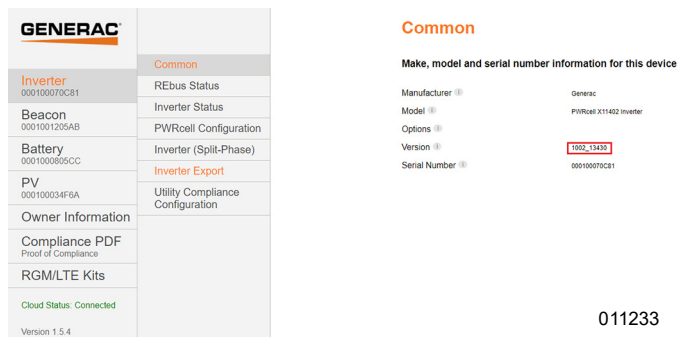 GENERAC
Inverter
000100070C81
Beacon
0001001205AB
Battery
0001000805CC
PV
000100034F6A
Owner Information
Compliance PDF
Proof of Compliance
RGM/LTE Kits
Cloud Status: Connected
Version 1.5.4
Common
REbus Status
Inverter Status
PWRcell Configuration
Inverter (Split-Phase)
Inverter Export
Utility Compliance
Configuration
Common
Make, model and serial number information for this device
Manufacturer Generac
Model PWRcell X11402 Inverter
Options
Version 1002_13430
Serial Number 000100070C81
011233